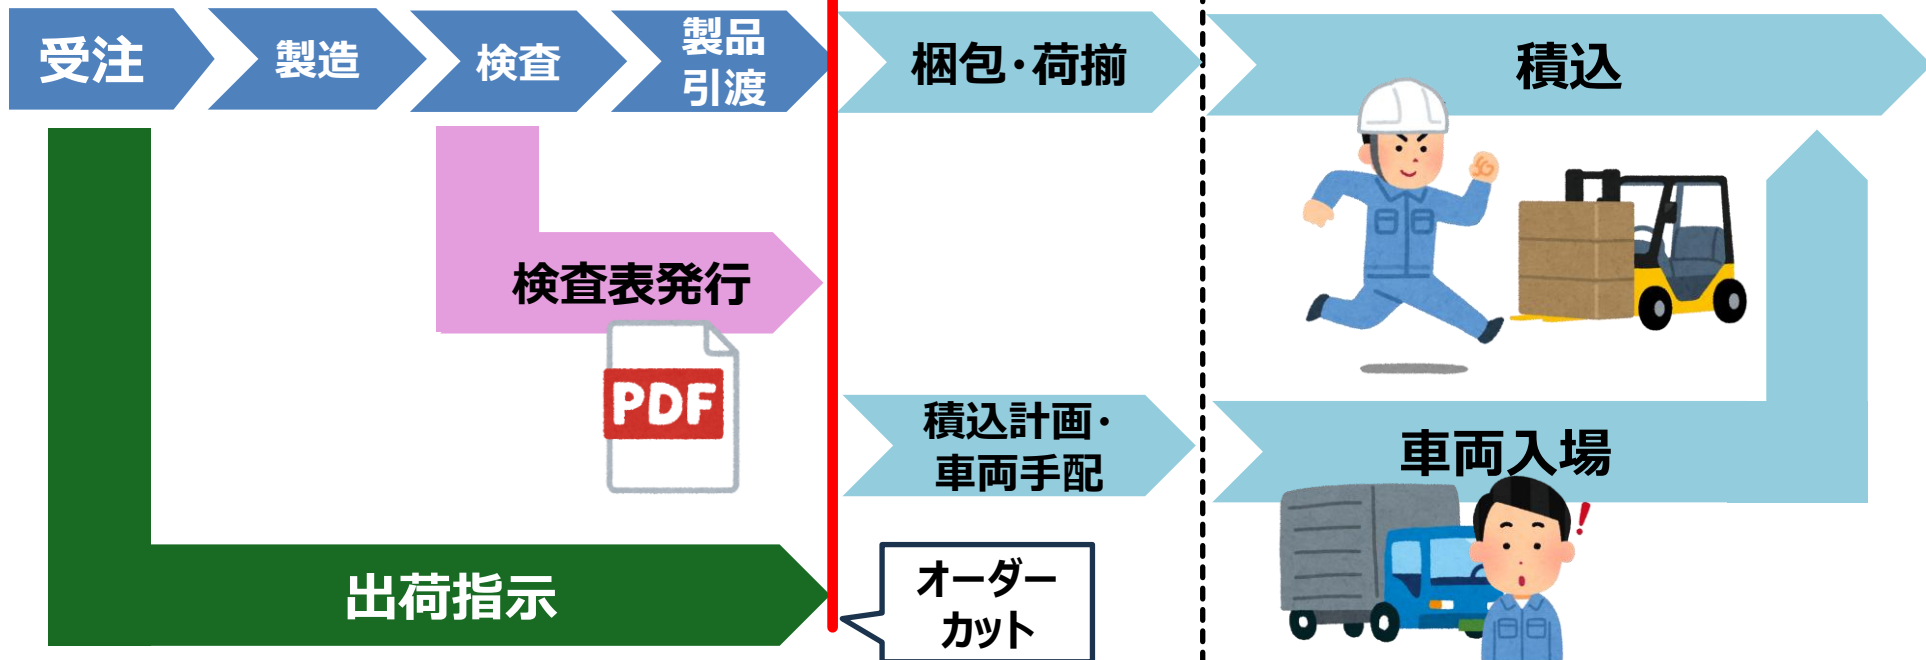 受注
製造
検査
製品
引渡
梱包・荷揃
積込
検査表発行
PDF
積込計画・
車両手配
車両入場
出荷指示
オーダー
カット